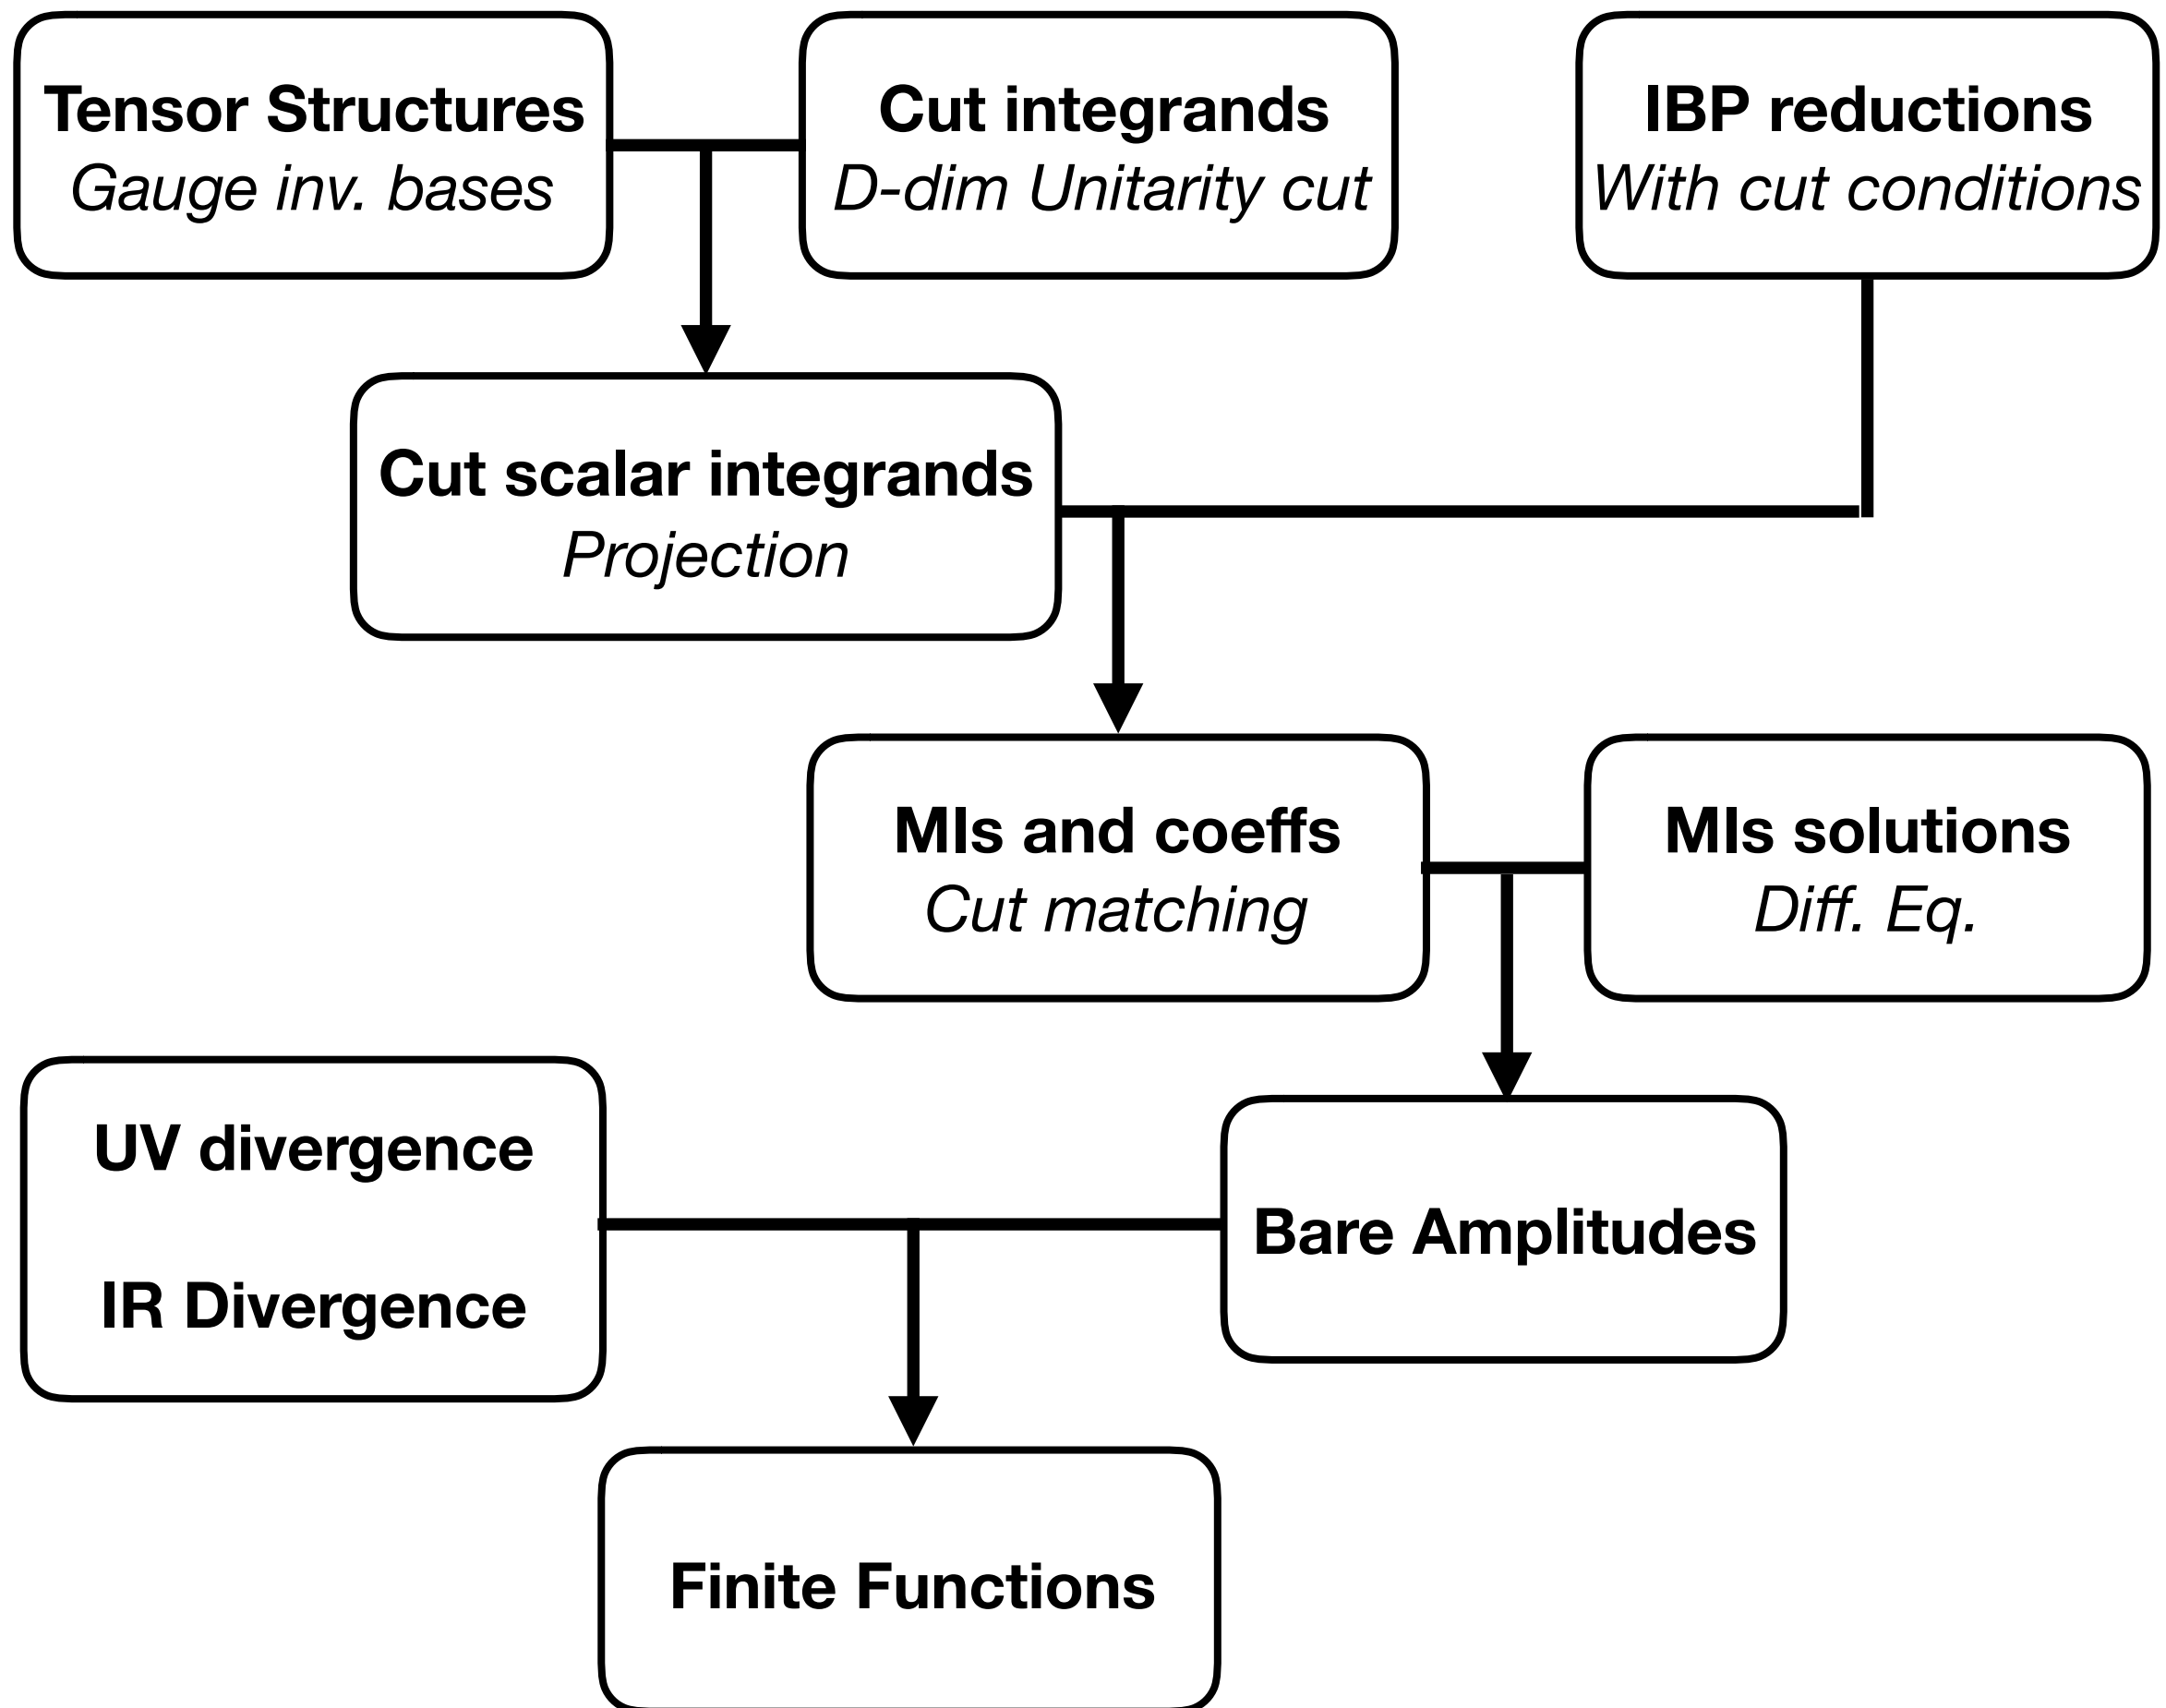 Tensor Structures
Gauge inv. bases
Cut integrands
D-dim Unitarity cut
IBP reductions
With cut conditions
Cut scalar integrands
Projection
MIs and coeffs
Cut matching
MIs solutions
Diff. Eq.
UV divergence
IR Divergence
Bare Amplitudes
Finite Functions